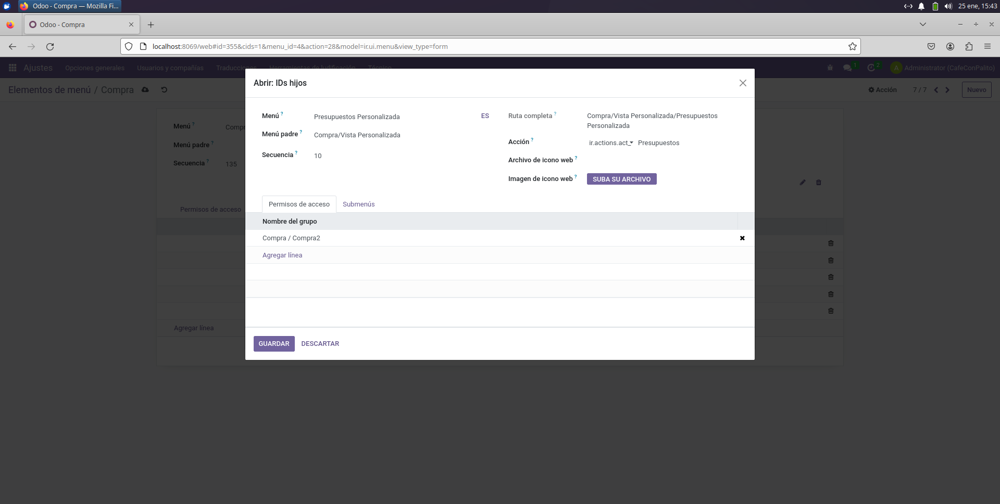 Odoo - Compra — Mozilla Fi...
25 ene, 15:43
Odoo - Compra
localhost:8069/web#id=355&cids=1&menu_id=4&action=28&model=ir.ui.menu&view_type=form
Ajustes Opciones generales Usuarios y compañías Traducciones Herramientas de ludificación Técnico 1 2 A Administrator (CafeConPalito)
Elementos de menú / Compra Acción 7 / 7 Nuevo
Abrir: IDs hijos
Menú ? Presupuestos Personalizada ES
Menú padre ? Compra/Vista Personalizada
Secuencia ? 10
Ruta completa ? Compra/Vista Personalizada/Presupuestos
Personalizada
Acción ? ir.actions.act_ Presupuestos
Archivo de icono web ?
Imagen de icono web ? SUBA SU ARCHIVO
Permisos de acceso Submenús
Nombre del grupo
Compra / Compra2
Agregar línea
GUARDAR DESCARTAR
Menú ? Compr
Menú padre ?
Secuencia ? 135
Permisos de acceso
Agregar línea